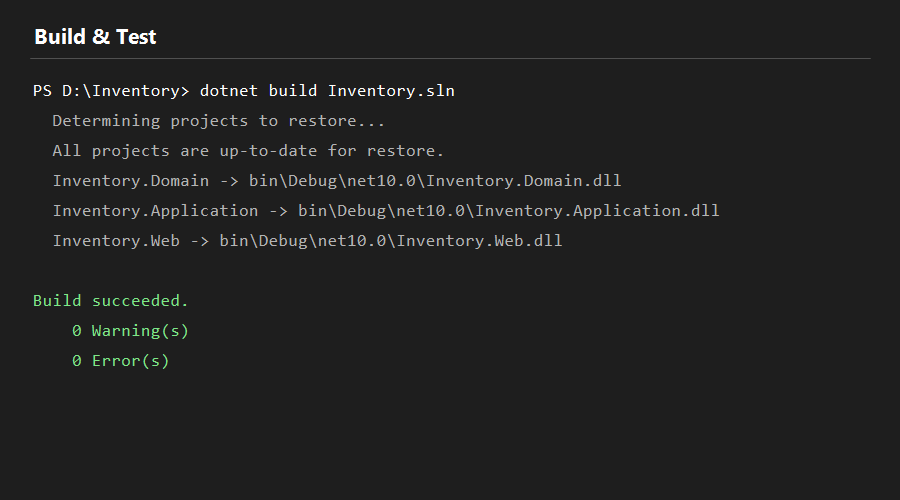 Build & Test
PS D:\Inventory> dotnet build Inventory.sln
Determining projects to restore...
All projects are up-to-date for restore.
Inventory.Domain -> bin\Debug\net10.0\Inventory.Domain.dll
Inventory.Application -> bin\Debug\net10.0\Inventory.Application.dll
Inventory.Web -> bin\Debug\net10.0\Inventory.Web.dll
Build succeeded.
0 Warning(s)
0 Error(s)